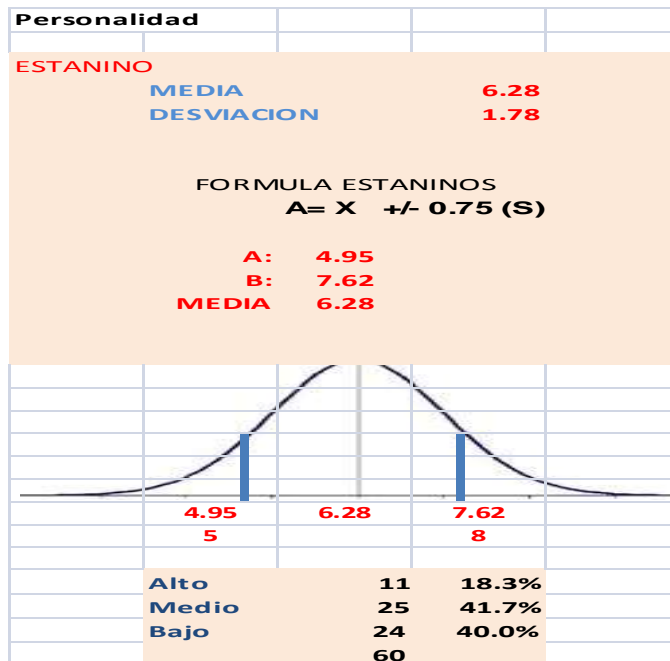 Personalidad
ESTANINO
MEDIA 6.28
DESVIACION 1.78
FORMULA ESTANINOS
A= X +/- 0.75 (S)
A: 4.95
B: 7.62
MEDIA 6.28
4.95 6.28 7.62
5 8
Alto 11 18.3%
Medio 25 41.7%
Bajo 24 40.0%
60